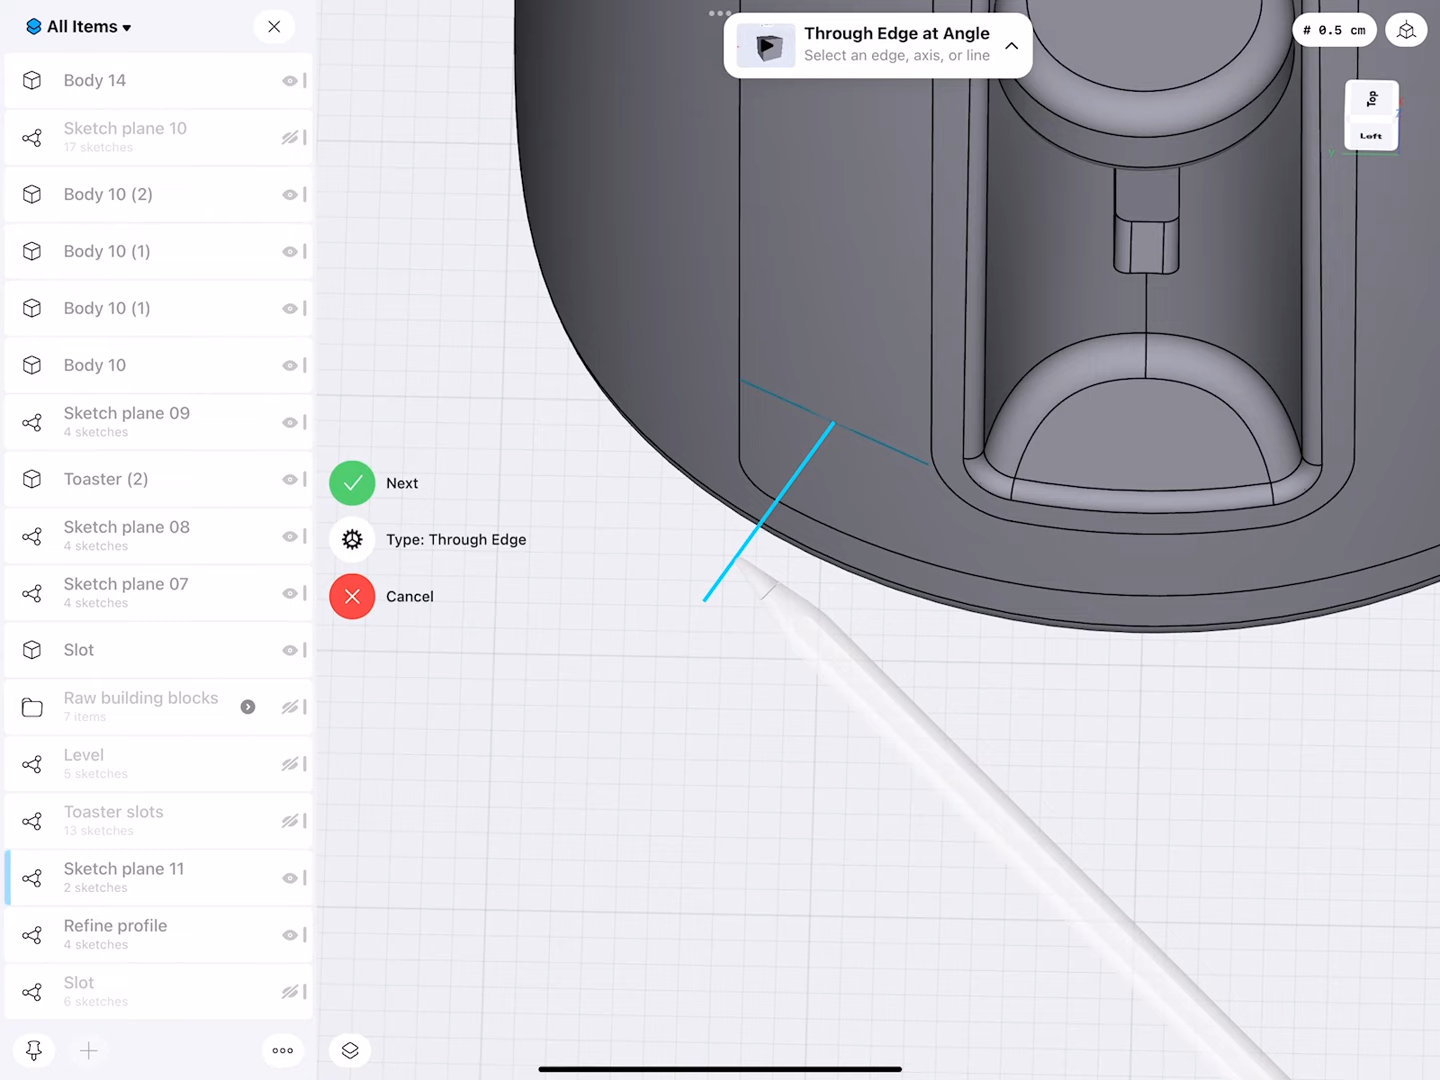 All Items
Body 14
Sketch plane 10
17 sketches
Body 10 (2)
Body 10 (1)
Body 10 (1)
Body 10
Sketch plane 09
4 sketches
Toaster (2)
Sketch plane 08
4 sketches
Sketch plane 07
4 sketches
Slot
Raw building blocks
7 items
Level
5 sketches
Toaster slots
13 sketches
Sketch plane 11
2 sketches
Refine profile
4 sketches
Slot
6 sketches
Next
Type: Through Edge
Cancel
Through Edge at Angle
Select an edge, axis, or line
# 0.5 cm
Top
Left
Y